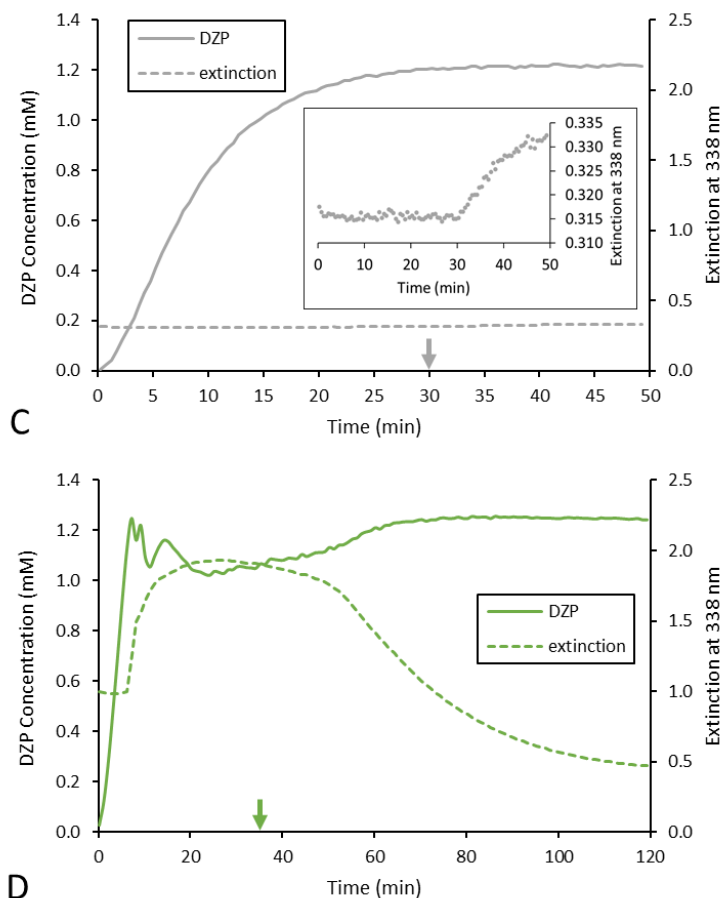 1.4
1.2
1.0
0.8
0.6
0.4
0.2
0.0
DZP Concentration (mM)
DZP
extinction
0.335
0.330
0.325
0.320
0.315
0.310
Extinction at 338 nm
0 10 20 30 40 50
Time (min)
2.5
2.0
1.5
1.0
0.5
0.0
Extinction at 338 nm
0 5 10 15 20 25 30 35 40 45 50
Time (min)
C
1.4
1.2
1.0
0.8
0.6
0.4
0.2
0.0
DZP Concentration (mM)
DZP
extinction
2.5
2.0
1.5
1.0
0.5
0.0
Extinction at 338 nm
0 20 40 60 80 100 120
Time (min)
D